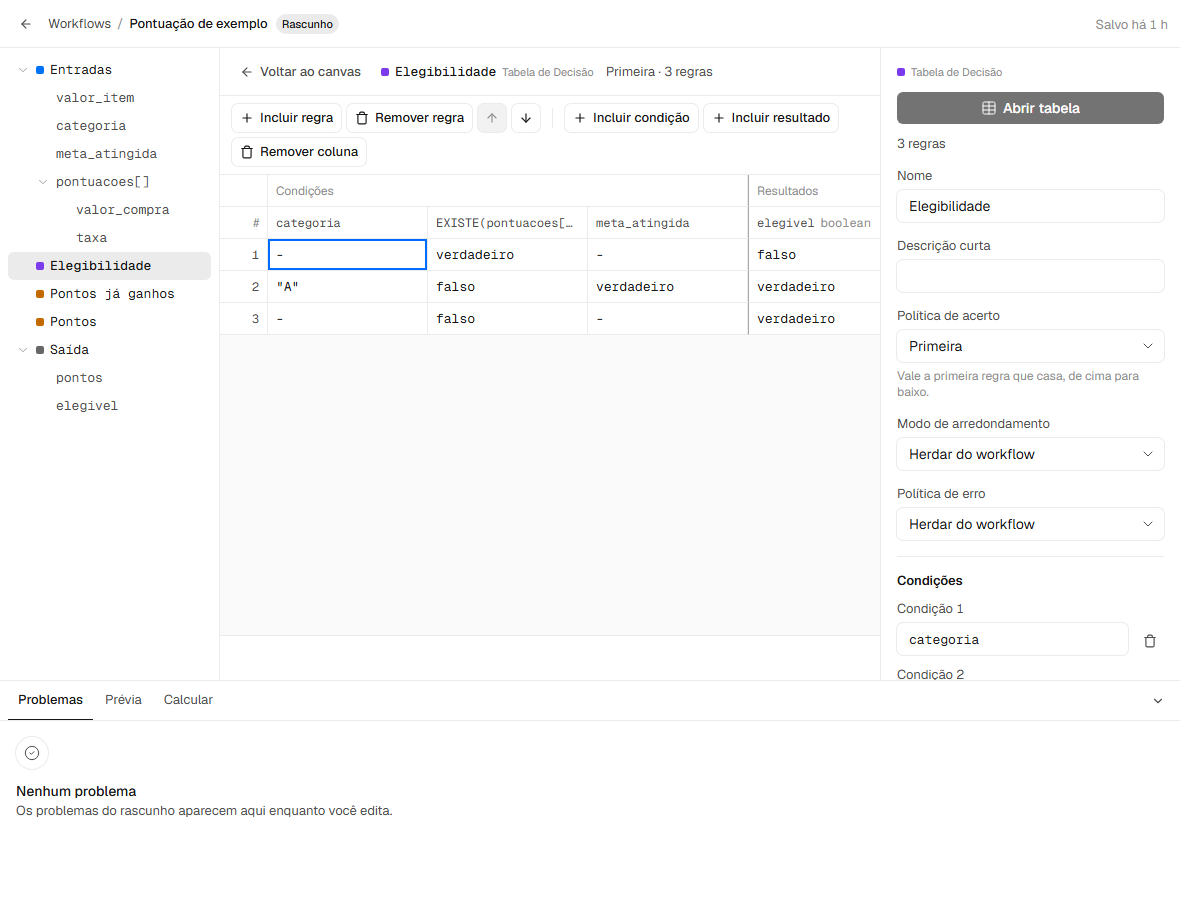 Workflows / Pontuação de exemplo Rascunho
Salvo há 1 h
Entradas
valor_item
categoria
meta_atingida
pontuacoes[]
valor_compra
taxa
Elegibilidade
Pontos já ganhos
Pontos
Saída
pontos
elegivel
Voltar ao canvas Elegibilidade Tabela de Decisão Primeira · 3 regras
Incluir regra Remover regra Incluir condição Incluir resultado
Remover coluna
Condições Resultados
# categoria EXISTE(pontuacoes[… meta_atingida elegivel boolean
1 - verdadeiro - falso
2 "A" falso verdadeiro verdadeiro
3 - falso - verdadeiro
Tabela de Decisão
Abrir tabela
3 regras
Nome
Elegibilidade
Descrição curta
Política de acerto
Primeira
Vale a primeira regra que casa, de cima para
baixo.
Modo de arredondamento
Herdar do workflow
Política de erro
Herdar do workflow
Condições
Condição 1
categoria
Condição 2
Problemas Prévia Calcular
Nenhum problema
Os problemas do rascunho aparecem aqui enquanto você edita.